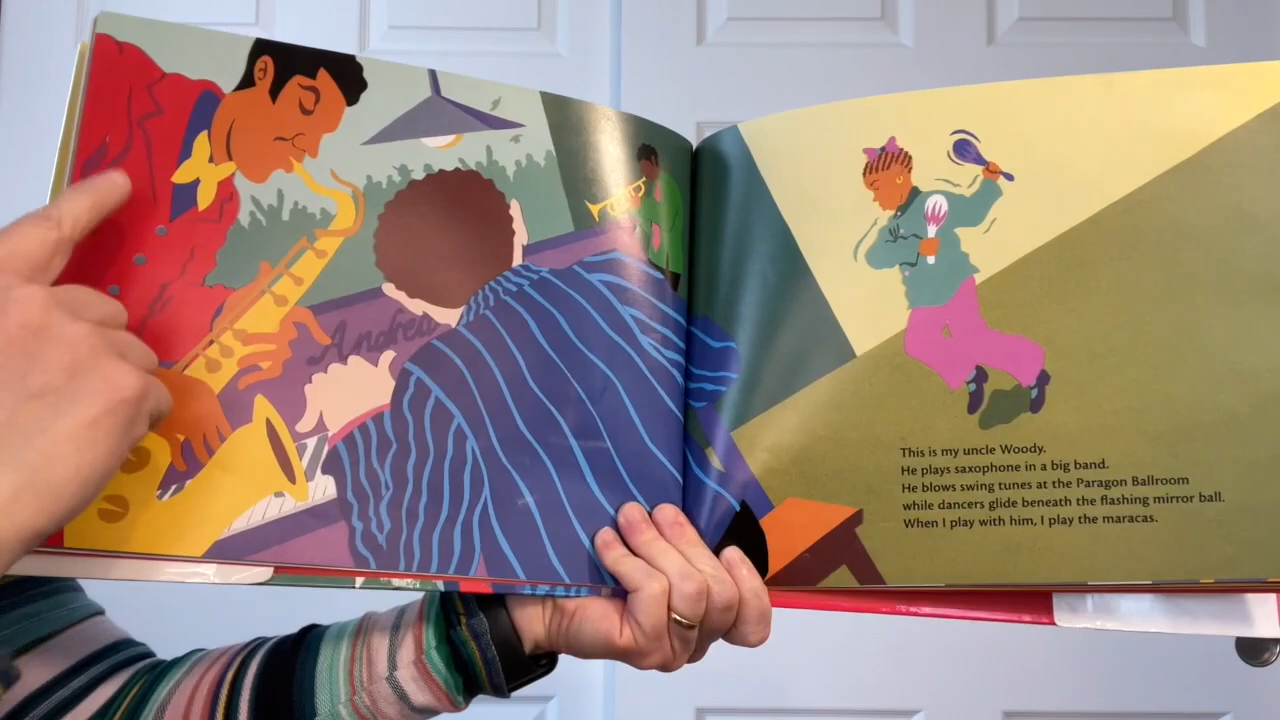 Andrea
This is my uncle Woody.
He plays saxophone in a big band.
He blows swing tunes at the Paragon Ballroom
while dancers glide beneath the flashing mirror ball.
When I play with him, I play the maracas.